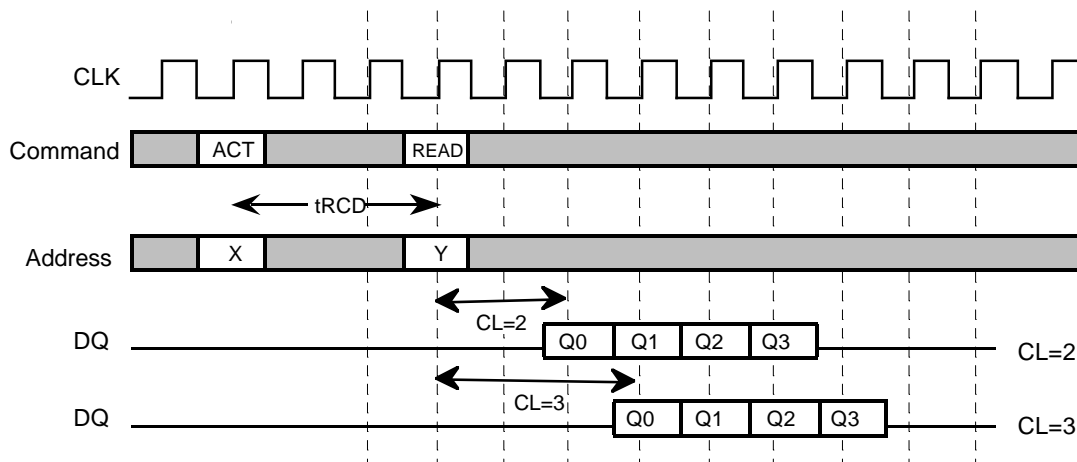 CLK
Command ACT READ
tRCD
Address X Y
CL=2
DQ Q0 Q1 Q2 Q3 CL=2
CL=3
DQ Q0 Q1 Q2 Q3 CL=3